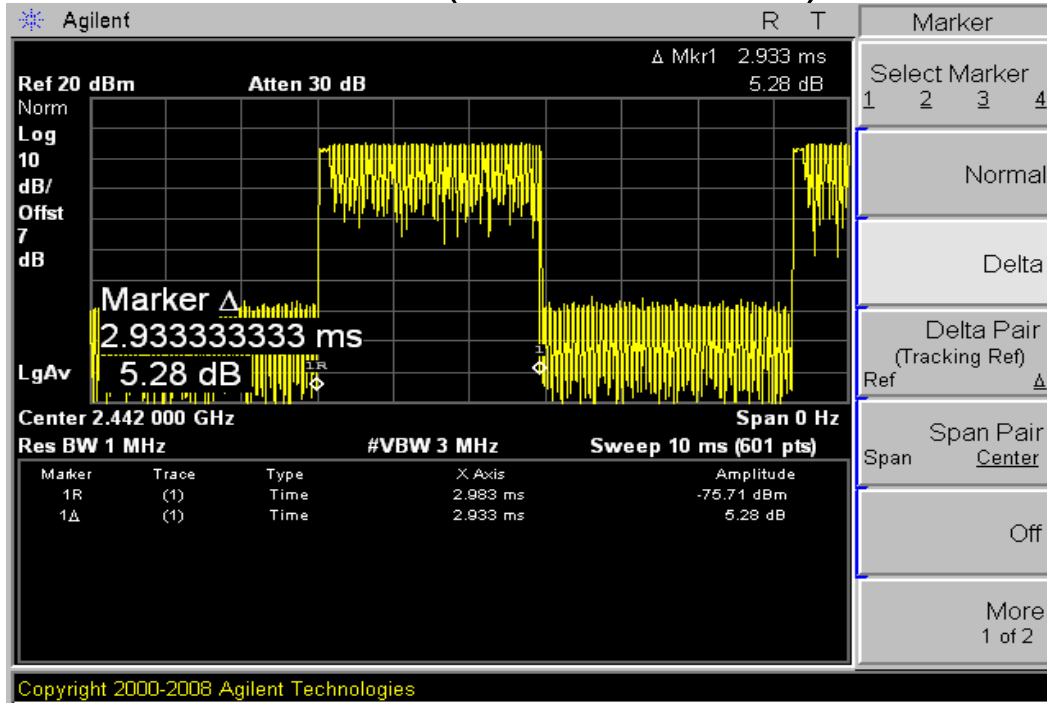 Agilent R T
Δ Mkr1 2.933 ms
Ref 20 dBm Atten 30 dB 5.28 dB
Norm
Log
10
dB/
Offst
7
dB
LgAv
Marker Δ
2.933333333 ms
5.28 dB
1R
1
Center 2.442 000 GHz Span 0 Hz
Res BW 1 MHz #VBW 3 MHz Sweep 10 ms (601 pts)
Marker Trace Type X Axis Amplitude
1R (1) Time 2.983 ms -75.71 dBm
1Δ (1) Time 2.933 ms 5.28 dB
Copyright 2000-2008 Agilent Technologies
Marker
Select Marker
1 2 3 4
Normal
Delta
Delta Pair
(Tracking Ref)
Ref Δ
Span Pair
Span Center
Off
More
1 of 2